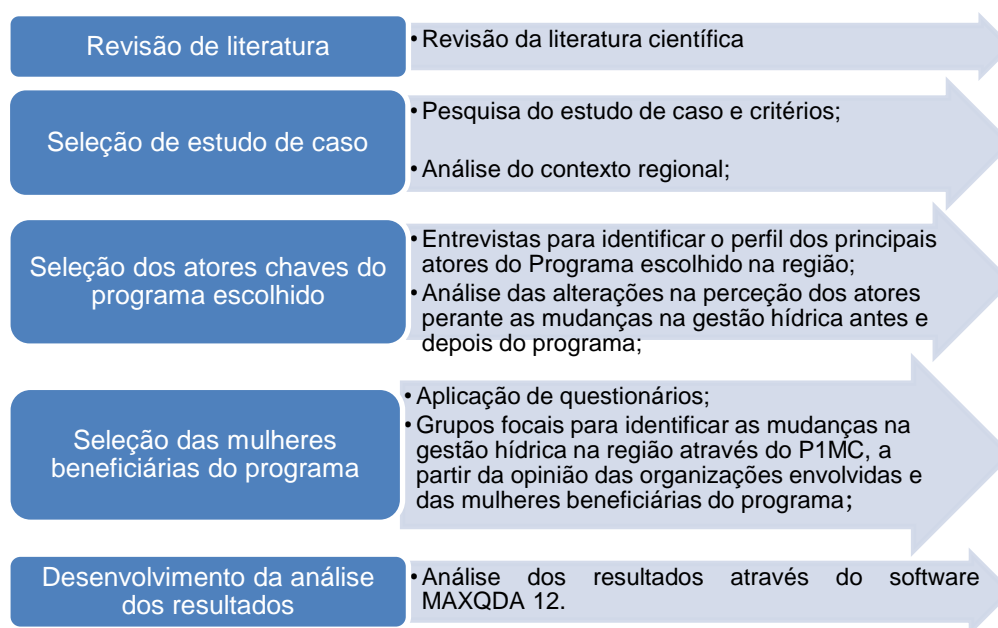 Revisão de literatura
• Revisão da literatura científica
Seleção de estudo de caso
• Pesquisa do estudo de caso e critérios;
• Análise do contexto regional;
Seleção dos atores chaves do
programa escolhido
• Entrevistas para identificar o perfil dos principais
atores do Programa escolhido na região;
• Análise das alterações na perceção dos atores
perante as mudanças na gestão hídrica antes e
depois do programa;
Seleção das mulheres
beneficiárias do programa
• Aplicação de questionários;
• Grupos focais para identificar as mudanças na
gestão hídrica na região através do P1MC, a
partir da opinião das organizações envolvidas e
das mulheres beneficiárias do programa;
Desenvolvimento da análise
dos resultados
• Análise dos resultados através do software
MAXQDA 12.